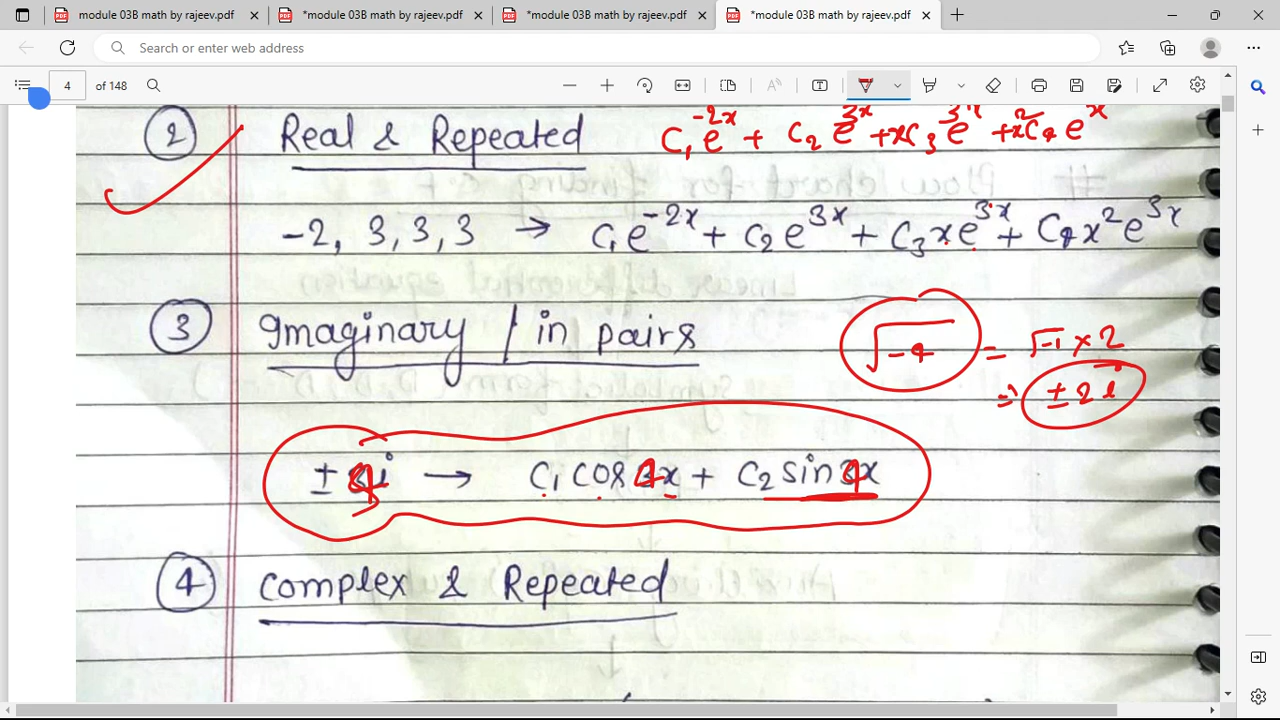 module 03B math by rajeev.pdf *module 03B math by rajeev.pdf *module 03B math by rajeev.pdf *module 03B math by rajeev.pdf
Search or enter web address
4 of 148
② Real & Repeated C₁e⁻²ˣ + C₂e³ˣ + xC₃e³ˣ + x²C₄eˣ
-2, 3, 3, 3 → C₁e⁻²ˣ + C₂e³ˣ + C₃xe³ˣ + C₄x²e³ˣ
③ Imaginary / in pairs √-4 = √-1 × 2
⇒ ±2i
±4i → C₁cos4x + C₂sin4x
④ Complex & Repeated